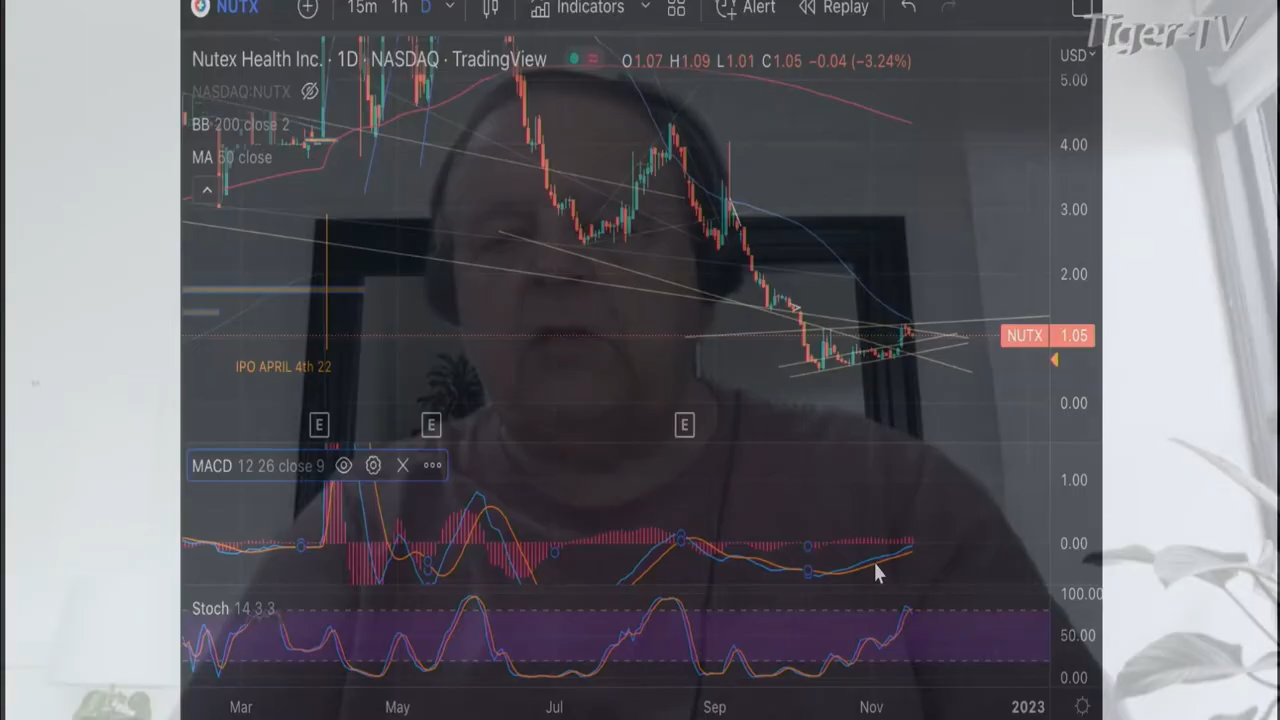 NUTX 15m 1h D Indicators Alert Replay
Tiger-TV
Nutex Health Inc. · 1D · NASDAQ · TradingView O1.07 H1.09 L1.01 C1.05 −0.04 (−3.24%)
USD
NASDAQ:NUTX
BB 200 close 2
MA 50 close
5.00
4.00
3.00
2.00
NUTX 1.05
0.00
IPO APRIL 4th 22
E E E
MACD 12 26 close 9
1.00
0.00
Stoch 14 3 3
100.00
50.00
0.00
Mar May Jul Sep Nov 2023